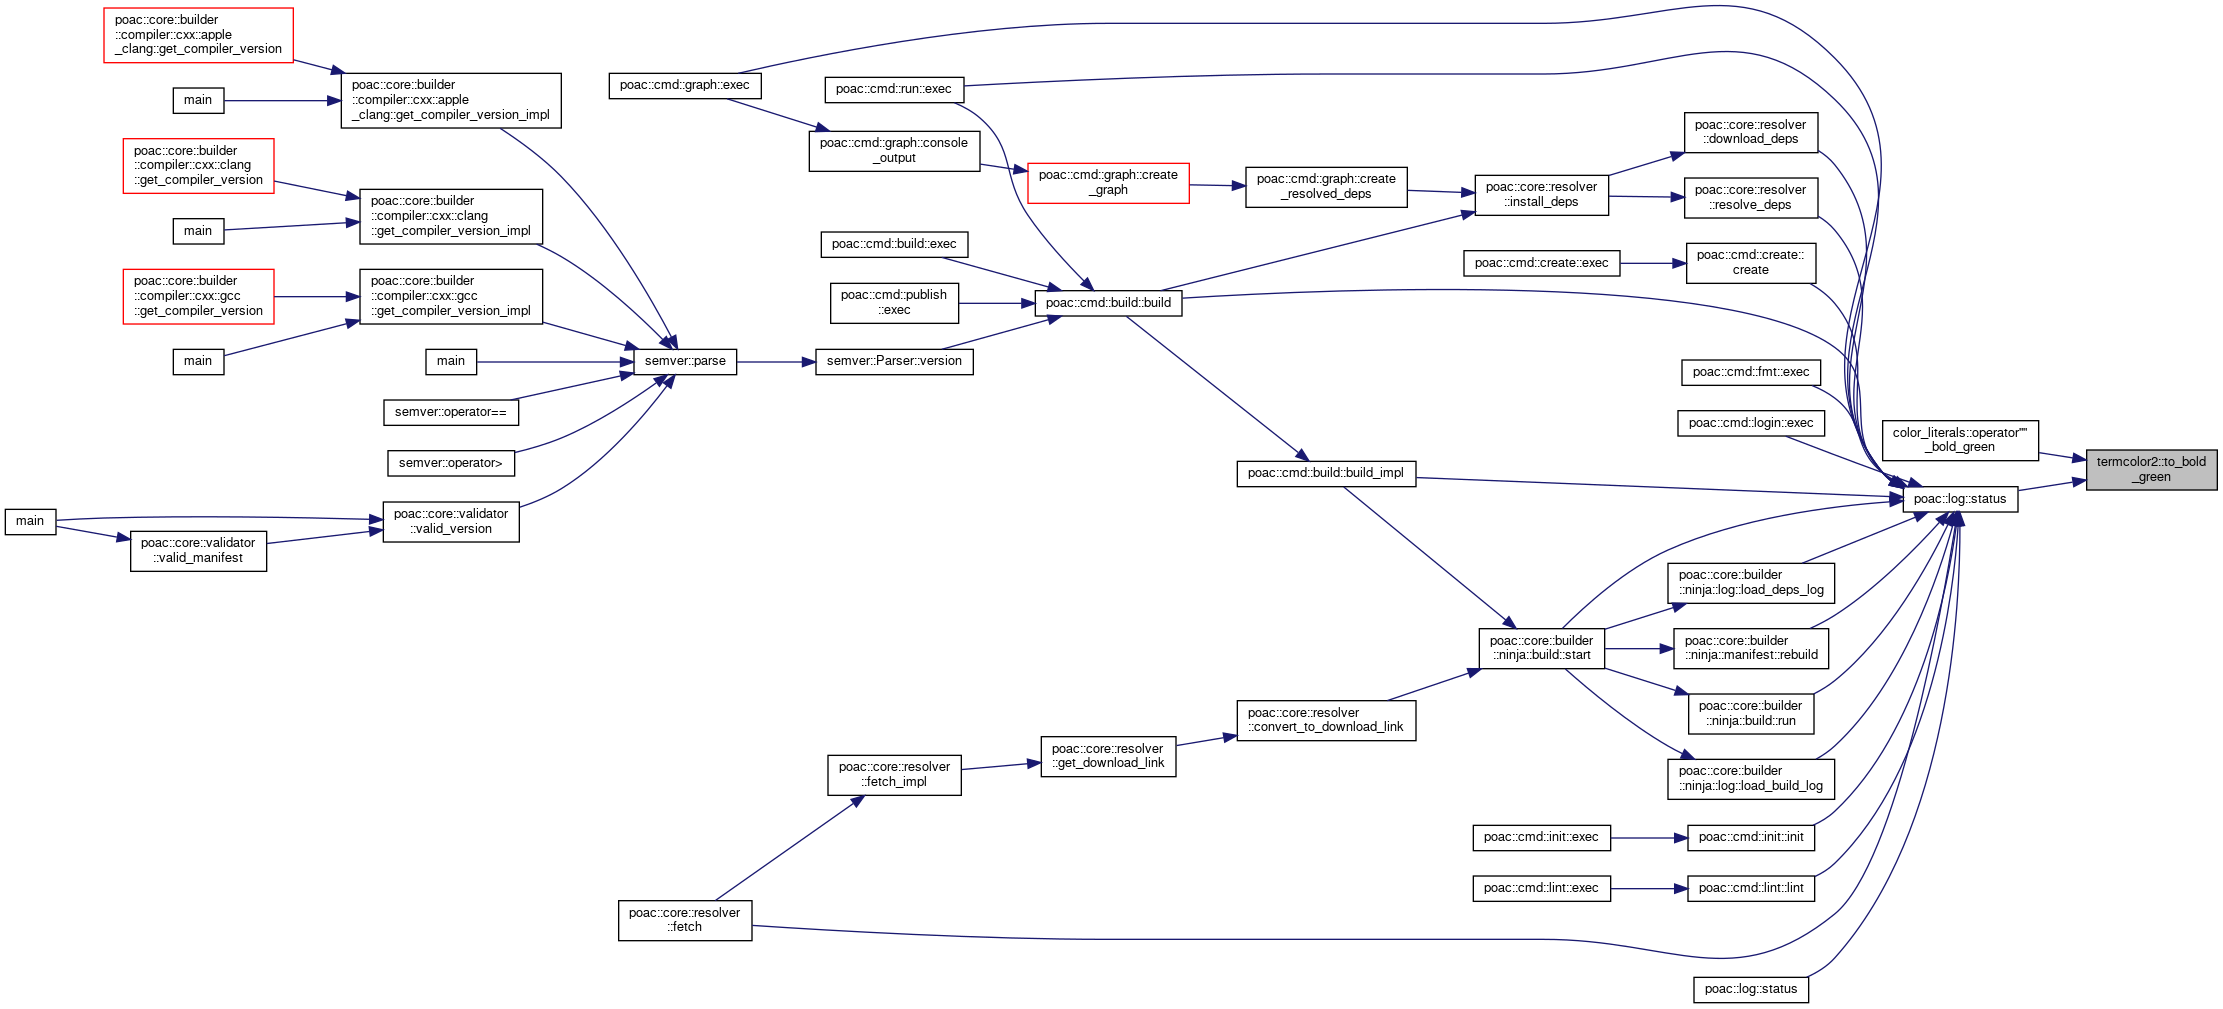 poac::core::builder
::compiler::cxx::apple
_clang::get_compiler_version
main
poac::core::builder
::compiler::cxx::clang
::get_compiler_version
main
poac::core::builder
::compiler::cxx::gcc
::get_compiler_version
main
main
poac::core::validator
::valid_manifest
poac::core::builder
::compiler::cxx::apple
_clang::get_compiler_version_impl
poac::core::builder
::compiler::cxx::clang
::get_compiler_version_impl
poac::core::builder
::compiler::cxx::gcc
::get_compiler_version_impl
main
semver::operator==
semver::operator>
poac::core::validator
::valid_version
semver::parse
poac::cmd::graph::exec
poac::cmd::run::exec
poac::cmd::graph::console
_output
poac::cmd::build::exec
poac::cmd::publish
::exec
semver::Parser::version
poac::core::resolver
::fetch_impl
poac::core::resolver
::fetch
poac::cmd::graph::create
_graph
poac::cmd::build::build
poac::core::resolver
::get_download_link
poac::cmd::graph::create
_resolved_deps
poac::cmd::build::build_impl
poac::core::resolver
::convert_to_download_link
poac::core::resolver
::install_deps
poac::cmd::create::exec
poac::core::builder
::ninja::build::start
poac::cmd::init::exec
poac::cmd::lint::exec
poac::core::resolver
::download_deps
poac::core::resolver
::resolve_deps
poac::cmd::create::
create
poac::cmd::fmt::exec
poac::cmd::login::exec
poac::core::builder
::ninja::log::load_deps_log
poac::core::builder
::ninja::manifest::rebuild
poac::core::builder
::ninja::build::run
poac::core::builder
::ninja::log::load_build_log
poac::cmd::init::init
poac::cmd::lint::lint
poac::log::status
color_literals::operator""
_bold_green
poac::log::status
termcolor2::to_bold
_green